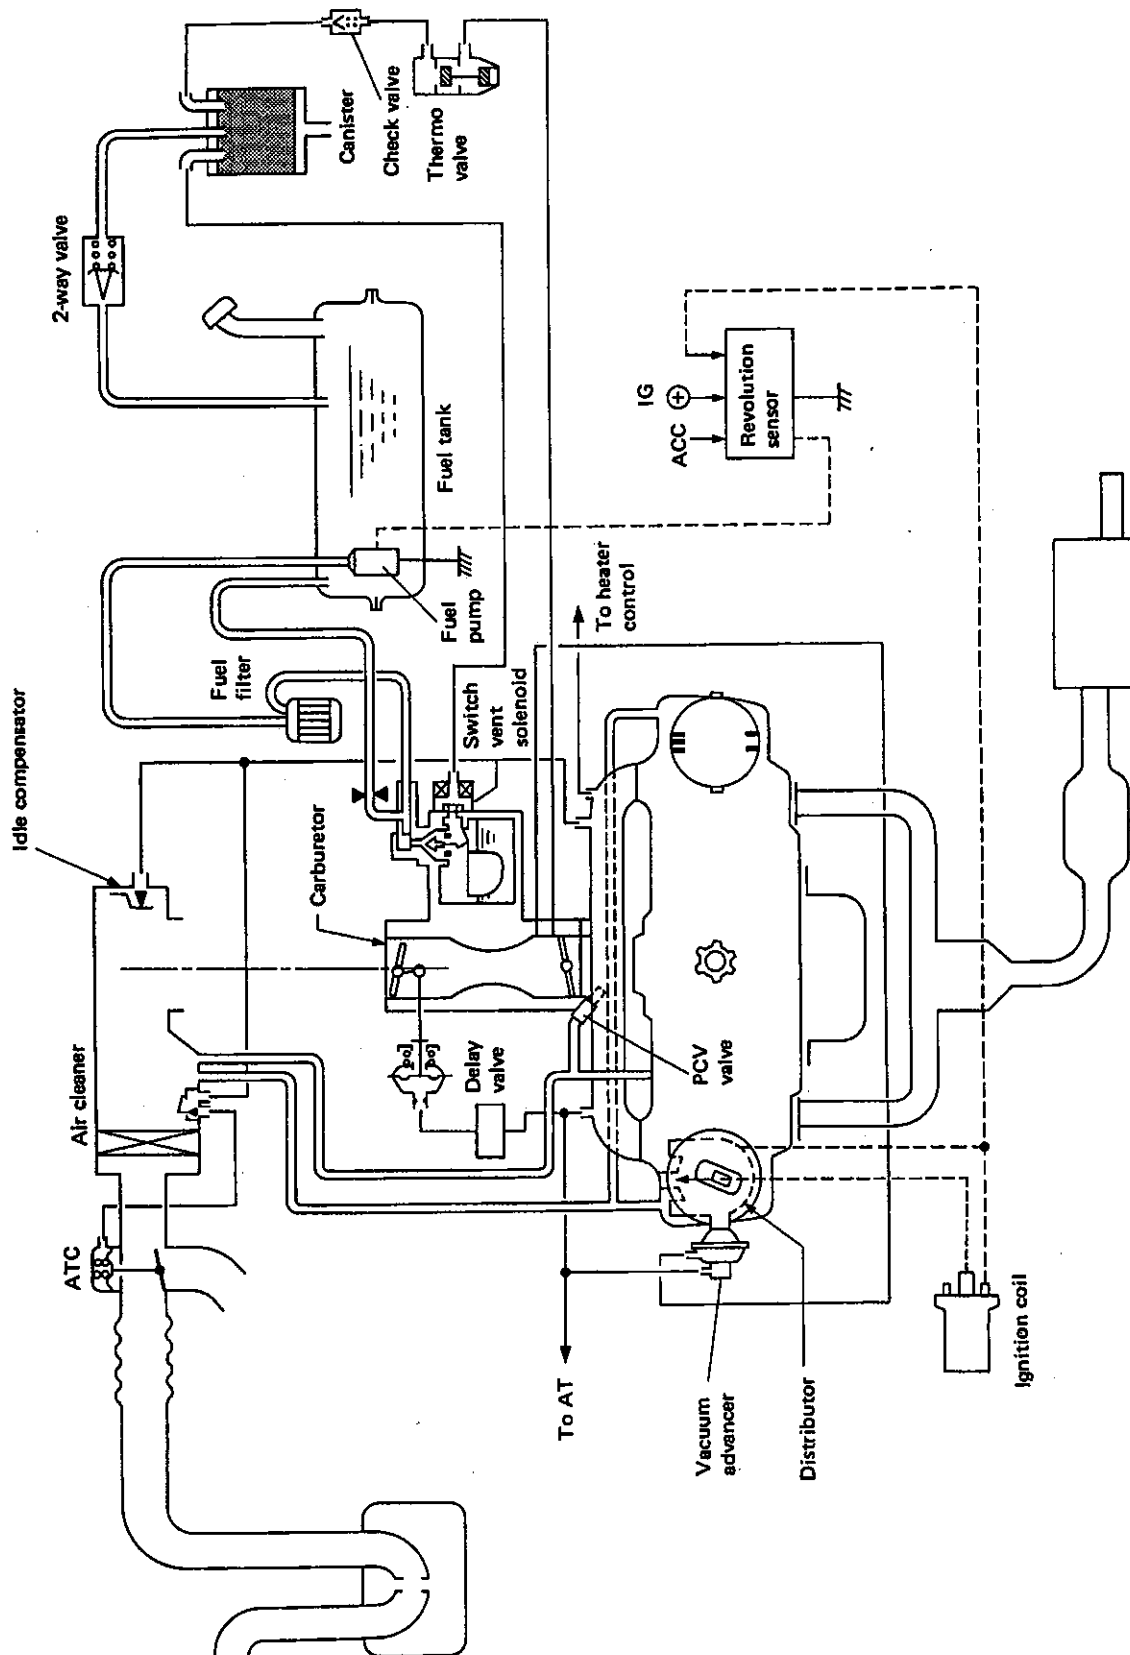 Idle compensator
Air cleaner
ATC
Carburetor
Fuel
filter
2-way valve
Canister
Check valve
Thermo
valve
Fuel tank
Fuel
pump
Switch
vent
solenoid
To heater
control
ACC
IG
Revolution
sensor
Delay
valve
PCV
valve
To AT
Vacuum
advancer
Distributor
Ignition coil